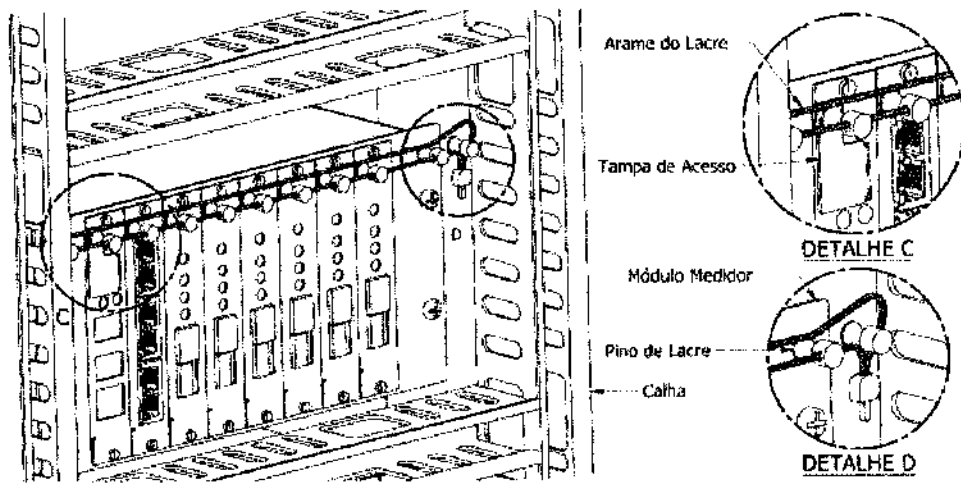 Arame do Lacre
Tampa de Acesso
DETALHE C
Módulo Medidor
Pino de Lacre
Calha
DETALHE D
C
D